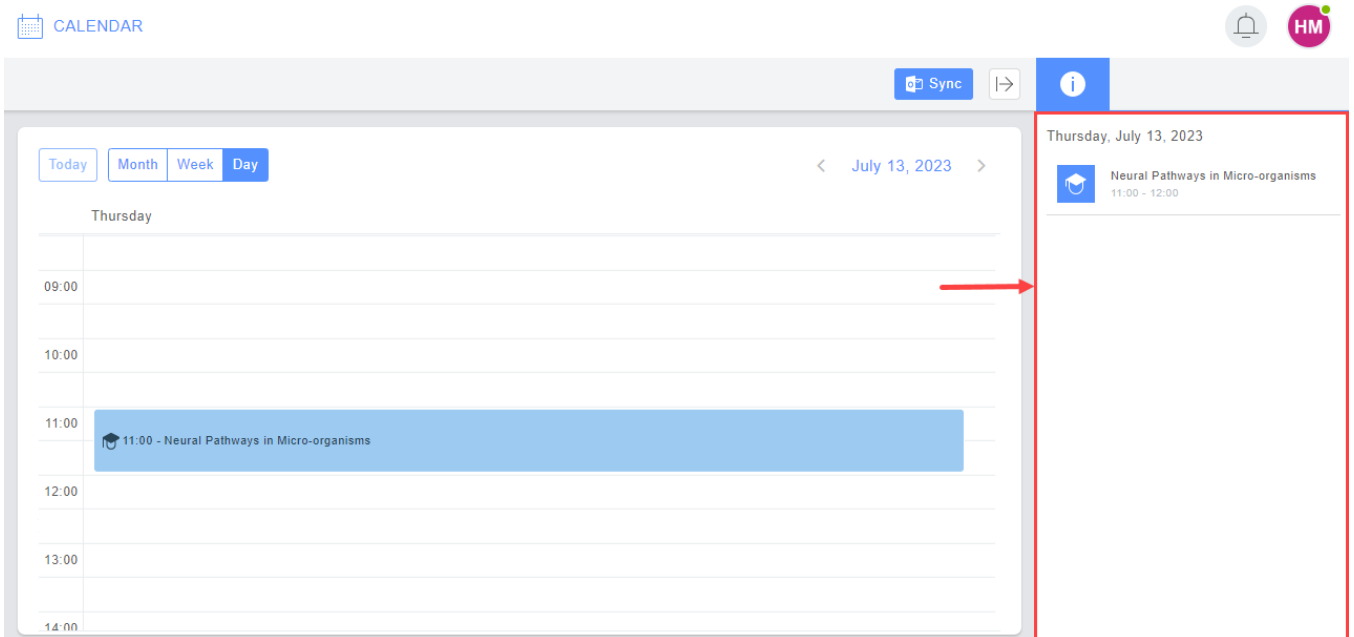 CALENDAR
HM
Sync
Today
Month
Week
Day
July 13, 2023
Thursday
09:00
10:00
11:00
11:00 - Neural Pathways in Micro-organisms
12:00
13:00
14:00
Thursday, July 13, 2023
Neural Pathways in Micro-organisms
11:00 - 12:00